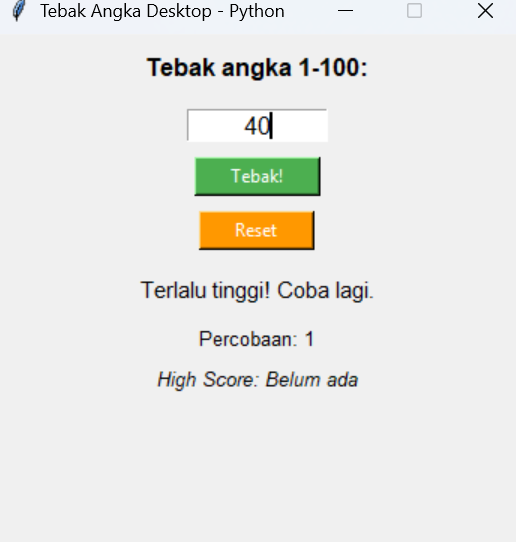 Tebak Angka Desktop - Python
Tebak angka 1-100:
40
Tebak!
Reset
Terlalu tinggi! Coba lagi.
Percobaan: 1
High Score: Belum ada